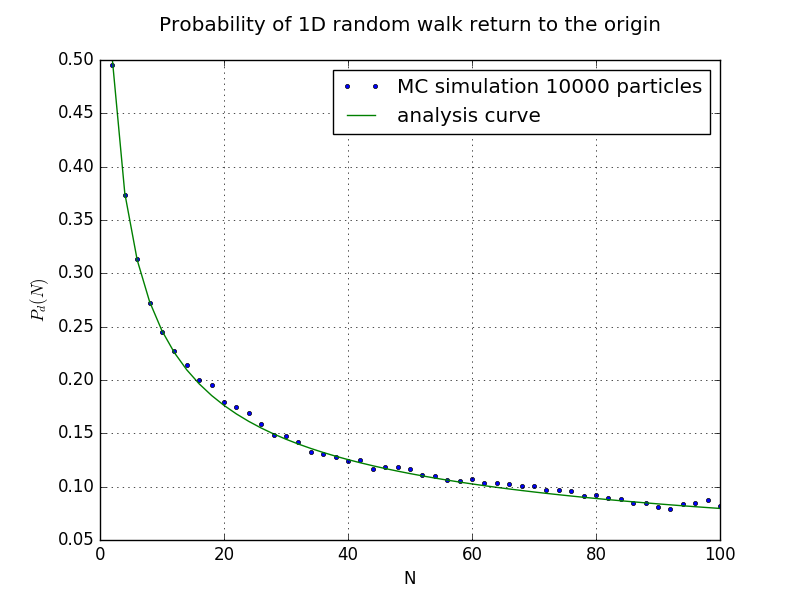 Probability of 1D random walk return to the origin
MC simulation 10000 particles
analysis curve
0.50
0.45
0.40
0.35
0.30
0.25
0.20
0.15
0.10
0.05
P_d(N)
0 20 40 60 80 100
N